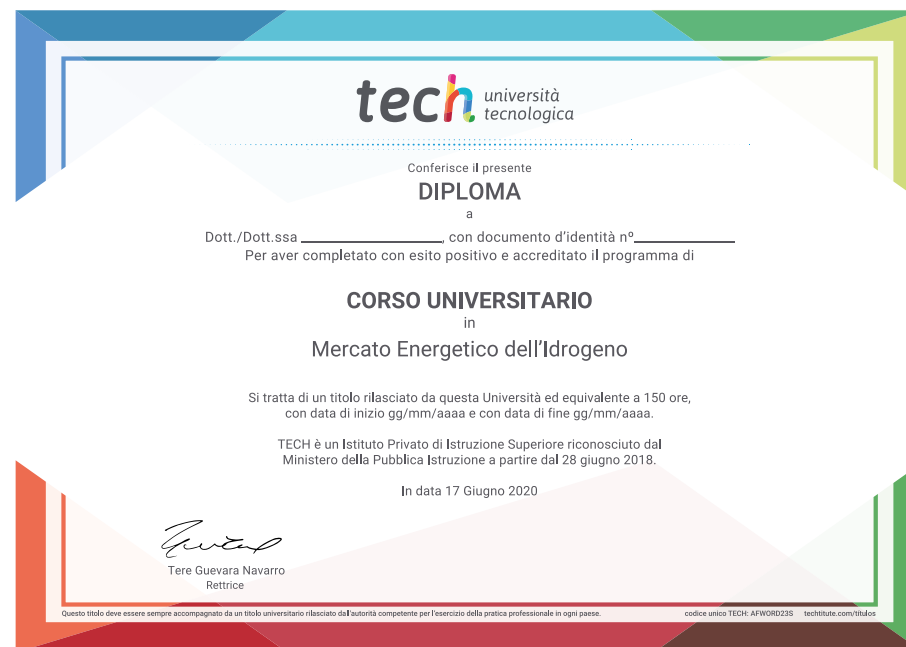 tech università
tecnologica
Conferisce il presente
DIPLOMA
a
Dott./Dott.ssa ____________________, con documento d'identità nº______________
Per aver completato con esito positivo e accreditato il programma di
CORSO UNIVERSITARIO
in
Mercato Energetico dell'Idrogeno
Si tratta di un titolo rilasciato da questa Università ed equivalente a 150 ore,
con data di inizio gg/mm/aaaa e con data di fine gg/mm/aaaa.
TECH è un Istituto Privato di Istruzione Superiore riconosciuto dal
Ministero della Pubblica Istruzione a partire dal 28 giugno 2018.
In data 17 Giugno 2020
Tere Guevara Navarro
Rettrice
Questo titolo deve essere sempre accompagnato da un titolo universitario rilasciato dall'autorità competente per l'esercizio della pratica professionale in ogni paese. codice unico TECH: AFWORD23S techtitute.com/títulos